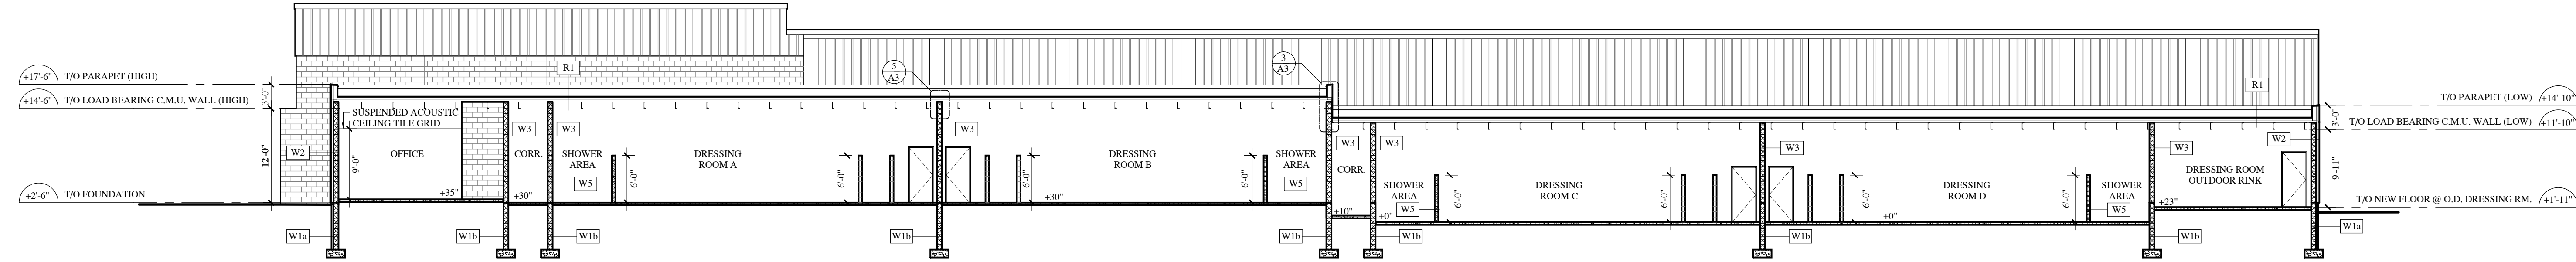 +17'-6" T/O PARAPET (HIGH)
+14'-6" T/O LOAD BEARING C.M.U. WALL (HIGH)
+2'-6" T/O FOUNDATION
3'-0"
12'-0"
SUSPENDED ACOUSTIC
CEILING TILE GRID
W2
9'-0"
OFFICE
+35"
W1a
R1
W3
W3
CORR.
+30"
W1b
W1b
SHOWER
AREA
W5
6'-0"
DRESSING
ROOM A
6'-0"
5
A3
W3
W1b
6'-0"
+30"
DRESSING
ROOM B
6'-0"
SHOWER
AREA
W5
3
A3
W1b
W3
CORR.
+10"
W3
+0"
W1b
SHOWER
AREA
W5
6'-0"
DRESSING
ROOM C
6'-0"
W3
W1b
6'-0"
+0"
DRESSING
ROOM D
6'-0"
SHOWER
AREA
W5
W3
+23"
W1b
DRESSING ROOM
OUTDOOR RINK
R1
W2
3'-0"
9'-11"
W1a
T/O PARAPET (LOW) +14'-10"
T/O LOAD BEARING C.M.U. WALL (LOW) +11'-10"
T/O NEW FLOOR @ O.D. DRESSING RM. +1'-11"